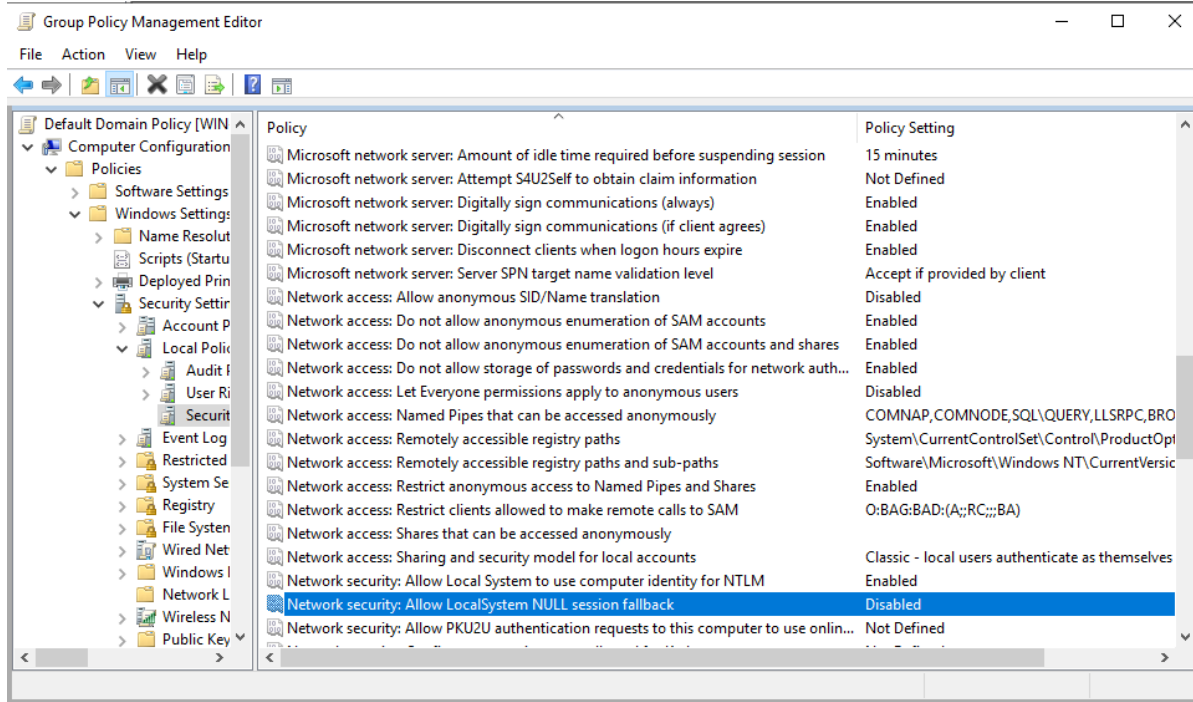 Group Policy Management Editor
File Action View Help
Default Domain Policy [WIN
Computer Configuration
Policies
Software Settings
Windows Settings
Name Resolut
Scripts (Startu
Deployed Prin
Security Settin
Account P
Local Polic
Audit
User Ri
Securit
Event Log
Restricted
System Se
Registry
File System
Wired Net
Windows
Network L
Wireless N
Public Key
Policy Policy Setting
Microsoft network server: Amount of idle time required before suspending session 15 minutes
Microsoft network server: Attempt S4U2Self to obtain claim information Not Defined
Microsoft network server: Digitally sign communications (always) Enabled
Microsoft network server: Digitally sign communications (if client agrees) Enabled
Microsoft network server: Disconnect clients when logon hours expire Enabled
Microsoft network server: Server SPN target name validation level Accept if provided by client
Network access: Allow anonymous SID/Name translation Disabled
Network access: Do not allow anonymous enumeration of SAM accounts Enabled
Network access: Do not allow anonymous enumeration of SAM accounts and shares Enabled
Network access: Do not allow storage of passwords and credentials for network auth... Enabled
Network access: Let Everyone permissions apply to anonymous users Disabled
Network access: Named Pipes that can be accessed anonymously COMNAP,COMNODE,SQL\QUERY,LLSRPC,BRO
Network access: Remotely accessible registry paths System\CurrentControlSet\Control\ProductOpt
Network access: Remotely accessible registry paths and sub-paths Software\Microsoft\Windows NT\CurrentVersic
Network access: Restrict anonymous access to Named Pipes and Shares Enabled
Network access: Restrict clients allowed to make remote calls to SAM O:BAG:BAD:(A;;RC;;;BA)
Network access: Shares that can be accessed anonymously
Network access: Sharing and security model for local accounts Classic - local users authenticate as themselves
Network security: Allow Local System to use computer identity for NTLM Enabled
Network security: Allow LocalSystem NULL session fallback Disabled
Network security: Allow PKU2U authentication requests to this computer to use onlin... Not Defined